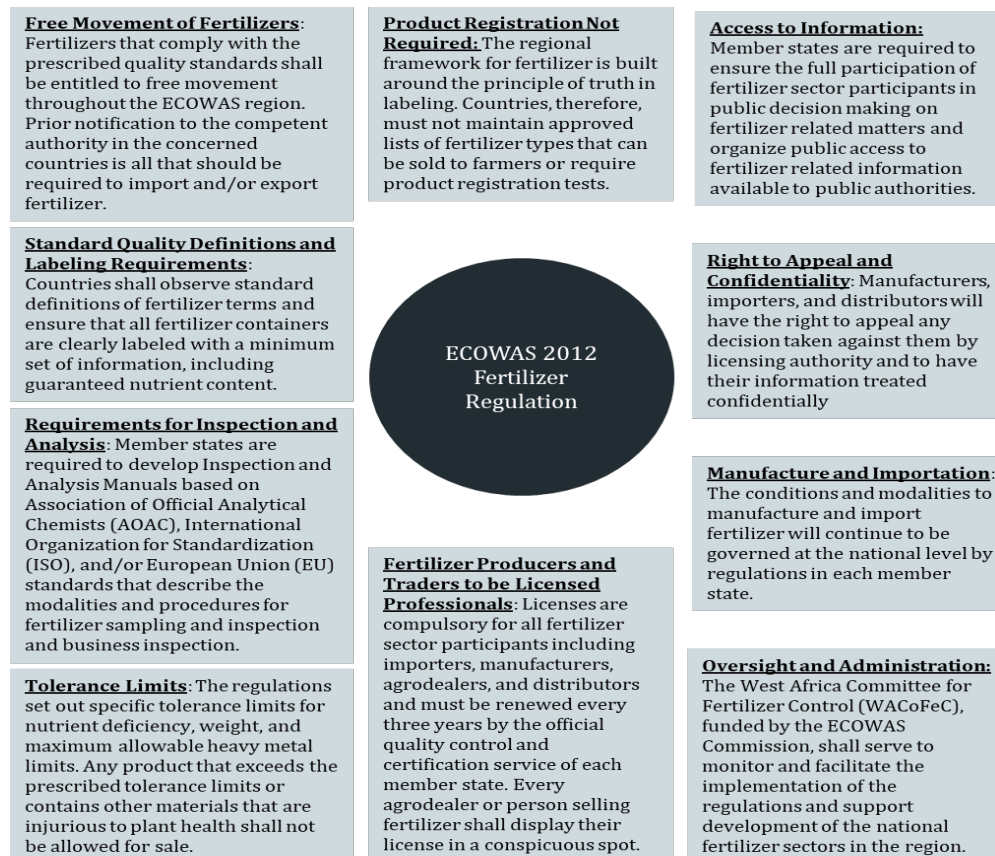 Free Movement of Fertilizers:
Fertilizers that comply with the
prescribed quality standards shall
be entitled to free movement
throughout the ECOWAS region.
Prior notification to the competent
authority in the concerned
countries is all that should be
required to import and/or export
fertilizer.
Standard Quality Definitions and
Labeling Requirements:
Countries shall observe standard
definitions of fertilizer terms and
ensure that all fertilizer containers
are clearly labeled with a minimum
set of information, including
guaranteed nutrient content.
Requirements for Inspection and
Analysis: Member states are
required to develop Inspection and
Analysis Manuals based on
Association of Official Analytical
Chemists (AOAC), International
Organization for Standardization
(ISO), and/or European Union (EU)
standards that describe the
modalities and procedures for
fertilizer sampling and inspection
and business inspection.
Tolerance Limits: The regulations
set out specific tolerance limits for
nutrient deficiency, weight, and
maximum allowable heavy metal
limits. Any product that exceeds the
prescribed tolerance limits or
contains other materials that are
injurious to plant health shall not
be allowed for sale.
Product Registration Not
Required: The regional
framework for fertilizer is built
around the principle of truth in
labeling. Countries, therefore,
must not maintain approved
lists of fertilizer types that can
be sold to farmers or require
product registration tests.
ECOWAS 2012
Fertilizer
Regulation
Fertilizer Producers and
Traders to be Licensed
Professionals: Licenses are
compulsory for all fertilizer
sector participants including
importers, manufacturers,
agrodealers, and distributors
and must be renewed every
three years by the official
quality control and
certification service of each
member state. Every
agrodealer or person selling
fertilizer shall display their
license in a conspicuous spot.
Access to Information:
Member states are required to
ensure the full participation of
fertilizer sector participants in
public decision making on
fertilizer related matters and
organize public access to
fertilizer related information
available to public authorities.
Right to Appeal and
Confidentiality: Manufacturers,
importers, and distributors will
have the right to appeal any
decision taken against them by
licensing authority and to have
their information treated
confidentially
Manufacture and Importation:
The conditions and modalities to
manufacture and import
fertilizer will continue to be
governed at the national level by
regulations in each member
state.
Oversight and Administration:
The West Africa Committee for
Fertilizer Control (WACoFeC),
funded by the ECOWAS
Commission, shall serve to
monitor and facilitate the
implementation of the
regulations and support
development of the national
fertilizer sectors in the region.